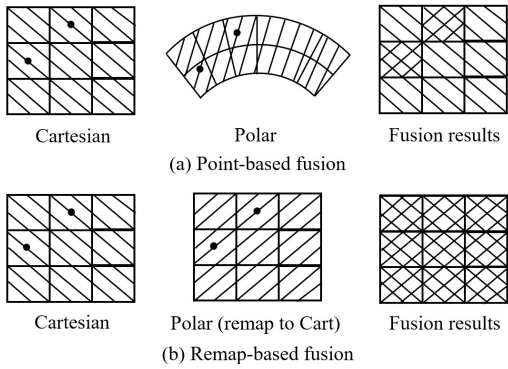 Cartesian
Polar
Fusion results
(a) Point-based fusion
Cartesian
Polar (remap to Cart)
Fusion results
(b) Remap-based fusion